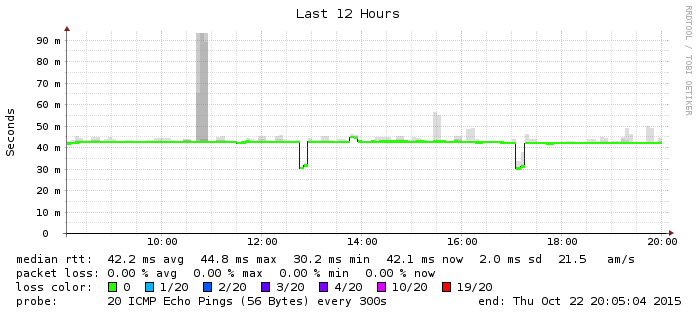 Last 12 Hours
RRDTOOL / TOBI OETIKER
Seconds
90 m
80 m
70 m
60 m
50 m
40 m
30 m
20 m
10 m
0
10:00 12:00 14:00 16:00 18:00 20:00
median rtt: 42.2 ms avg 44.8 ms max 30.2 ms min 42.1 ms now 2.0 ms sd 21.5 am/s
packet loss: 0.00 % avg 0.00 % max 0.00 % min 0.00 % now
loss color: 0 1/20 2/20 3/20 4/20 10/20 19/20
probe: 20 ICMP Echo Pings (56 Bytes) every 300s end: Thu Oct 22 20:05:04 2015